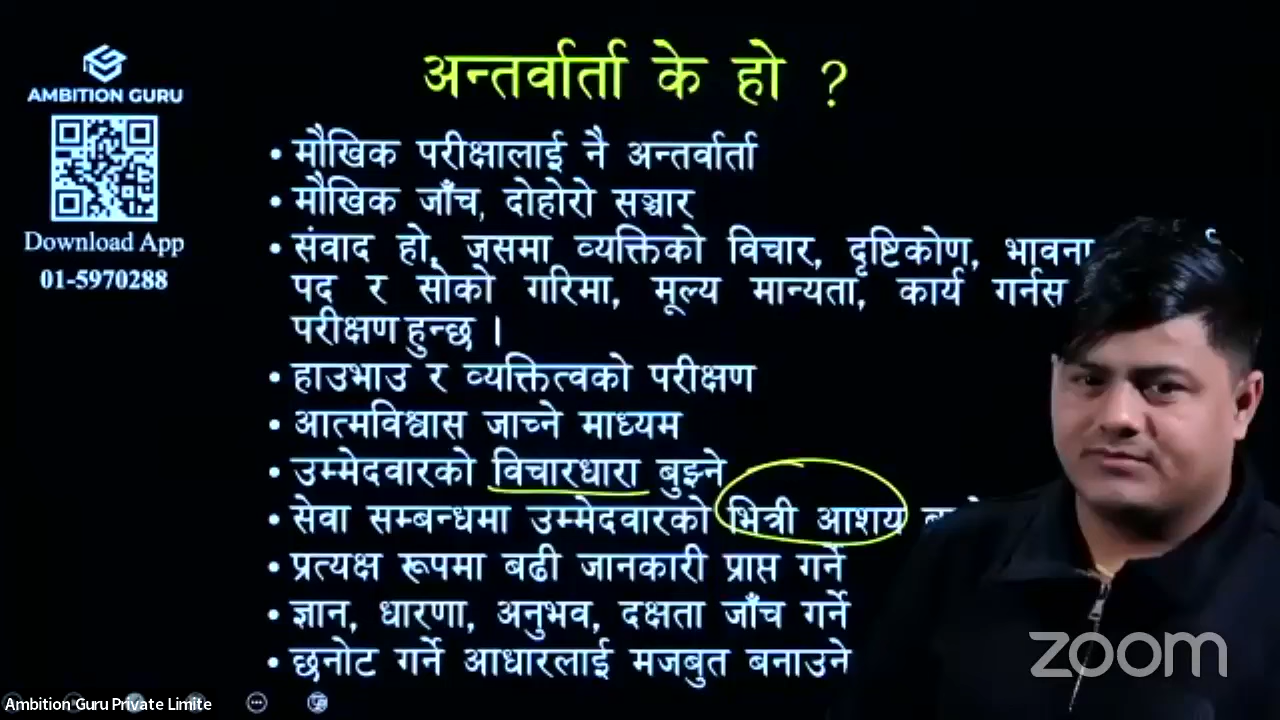 अन्तर्वार्ता के हो ?
AMBITION GURU
Download App
01-5970288
• मौखिक परीक्षालाई नै अन्तर्वार्ता
• मौखिक जाँच, दोहोरो सञ्चार
• संवाद हो, जसमा व्यक्तिको विचार, दृष्टिकोण, भावना
पद र सोको गरिमा, मूल्य मान्यता, कार्य
परीक्षण हुन्छ ।
• हाउभाउ र व्यक्तित्वको परीक्षण
• आत्मविश्वास जाच्ने माध्यम
• उम्मेदवारको विचारधारा बुझ्ने
• सेवा सम्बन्धमा उम्मेदवारको भित्री आशय
• प्रत्यक्ष रूपमा बढी जानकारी प्राप्त गर्ने
• ज्ञान, धारणा, अनुभव, दक्षता जाँच गर्ने
• छनोट गर्ने आधारलाई मजबुत बनाउने
zoom
Ambition Guru Private Limite